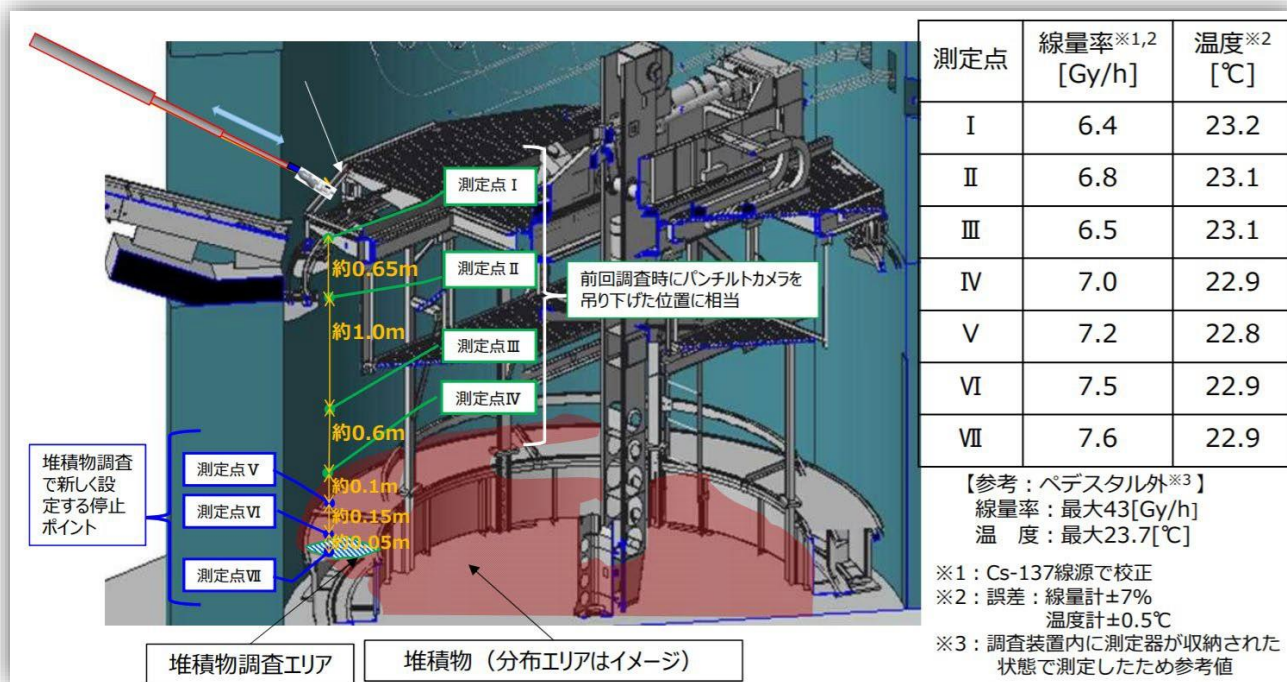 測定点Ⅰ
約0.65m
測定点Ⅱ
約1.0m
前回調査時にパンチルトカメラを
吊り下げた位置に相当
測定点Ⅲ
測定点Ⅳ
約0.6m
堆積物調査
で新しく設
定する停止
ポイント
測定点Ⅴ
約0.1m
測定点Ⅵ
約0.15m
約0.05m
測定点Ⅶ
堆積物調査エリア
堆積物（分布エリアはイメージ）
測定点 線量率※1,2 [Gy/h] 温度※2 [℃]
Ⅰ 6.4 23.2
Ⅱ 6.8 23.1
Ⅲ 6.5 23.1
Ⅳ 7.0 22.9
Ⅴ 7.2 22.8
Ⅵ 7.5 22.9
Ⅶ 7.6 22.9
【参考：ペデスタル外※3】
線量率：最大43[Gy/h]
温　度：最大23.7[℃]
※1：Cs-137線源で校正
※2：誤差：線量計±7%
温度計±0.5℃
※3：調査装置内に測定器が収納された
状態で測定したため参考値